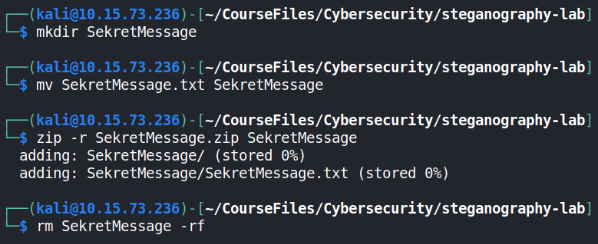 ┌──(kali@10.15.73.236)-[~/CourseFiles/Cybersecurity/steganography-lab]
└─$ mkdir SekretMessage
┌──(kali@10.15.73.236)-[~/CourseFiles/Cybersecurity/steganography-lab]
└─$ mv SekretMessage.txt SekretMessage
┌──(kali@10.15.73.236)-[~/CourseFiles/Cybersecurity/steganography-lab]
└─$ zip -r SekretMessage.zip SekretMessage
  adding: SekretMessage/ (stored 0%)
  adding: SekretMessage/SekretMessage.txt (stored 0%)
┌──(kali@10.15.73.236)-[~/CourseFiles/Cybersecurity/steganography-lab]
└─$ rm SekretMessage -rf